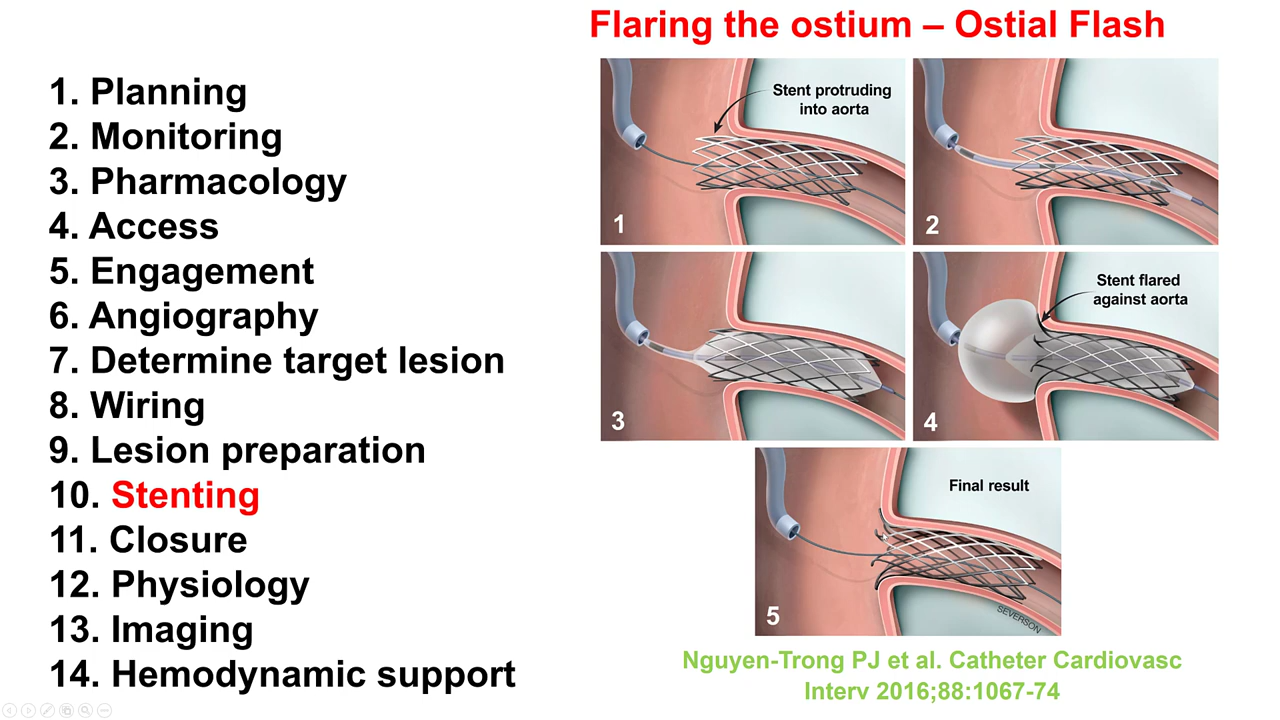 Flaring the ostium – Ostial Flash
1. Planning
2. Monitoring
3. Pharmacology
4. Access
5. Engagement
6. Angiography
7. Determine target lesion
8. Wiring
9. Lesion preparation
10. Stenting
11. Closure
12. Physiology
13. Imaging
14. Hemodynamic support
Stent protruding
into aorta
1
2
3
Stent flared
against aorta
4
Final result
5
SEVERSON
Nguyen-Trong PJ et al. Catheter Cardiovasc
Interv 2016;88:1067-74